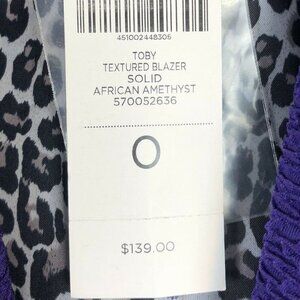 451002448306
TOBY
TEXTURED BLAZER
SOLID
AFRICAN AMETHYST
570052636
0
$139.00